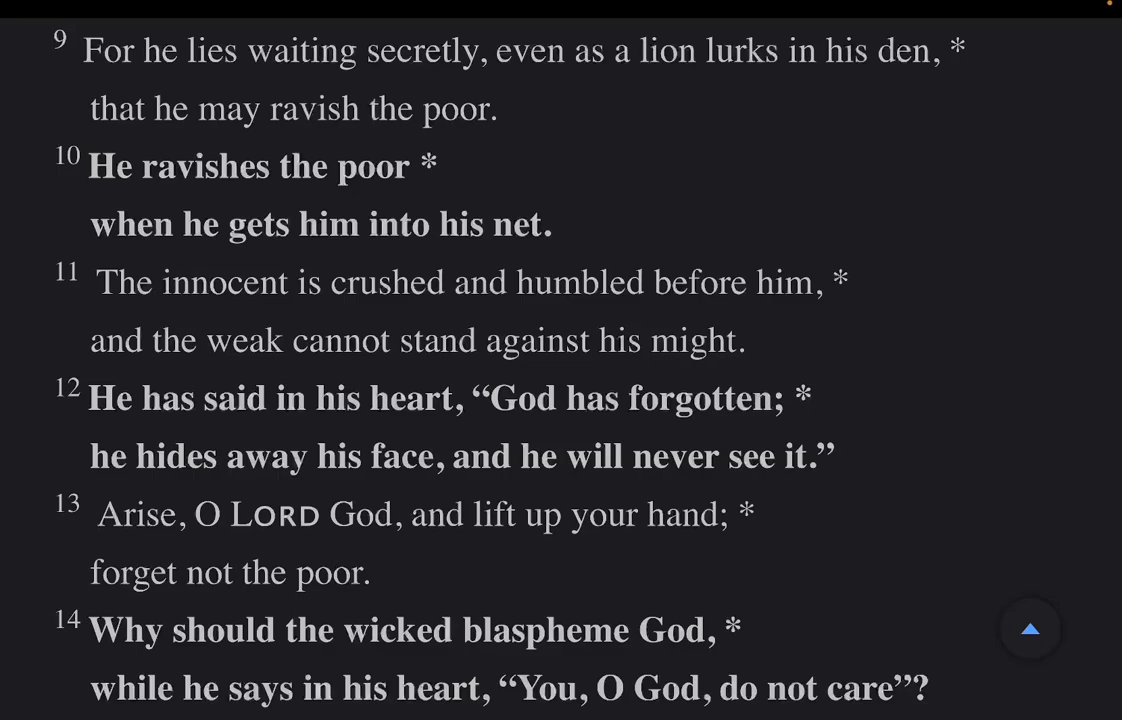 9 For he lies waiting secretly, even as a lion lurks in his den, *
that he may ravish the poor.
10 He ravishes the poor *
when he gets him into his net.
11 The innocent is crushed and humbled before him, *
and the weak cannot stand against his might.
12 He has said in his heart, “God has forgotten; *
he hides away his face, and he will never see it.”
13 Arise, O LORD God, and lift up your hand; *
forget not the poor.
14 Why should the wicked blaspheme God, *
while he says in his heart, “You, O God, do not care”?